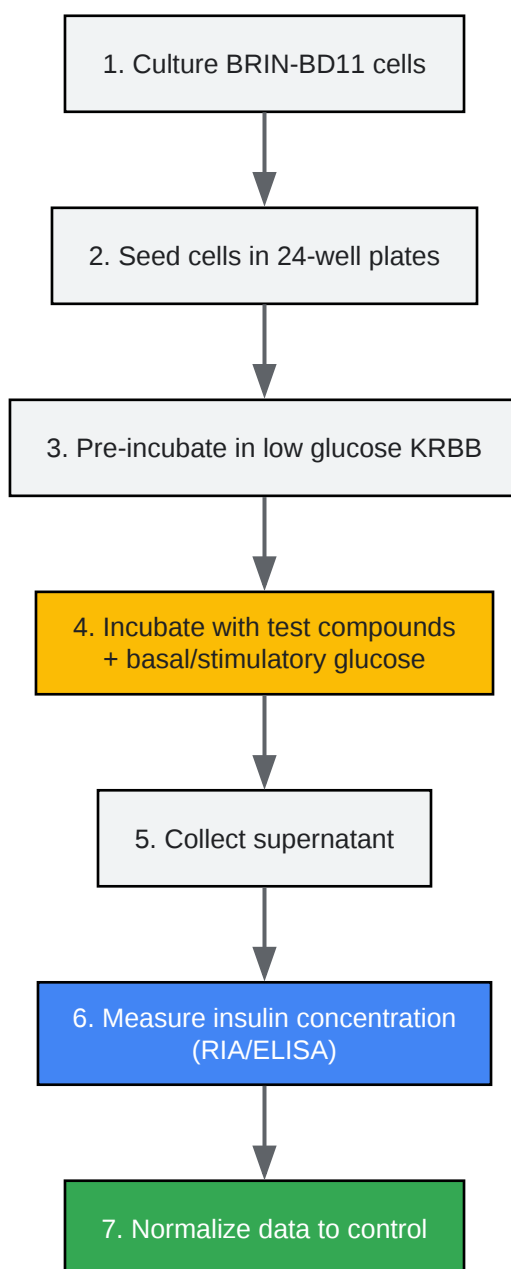 1. Culture BRIN-BD11 cells
2. Seed cells in 24-well plates
3. Pre-incubate in low glucose KRBB
4. Incubate with test compounds
+ basal/stimulatory glucose
5. Collect supernatant
6. Measure insulin concentration
(RIA/ELISA)
7. Normalize data to control